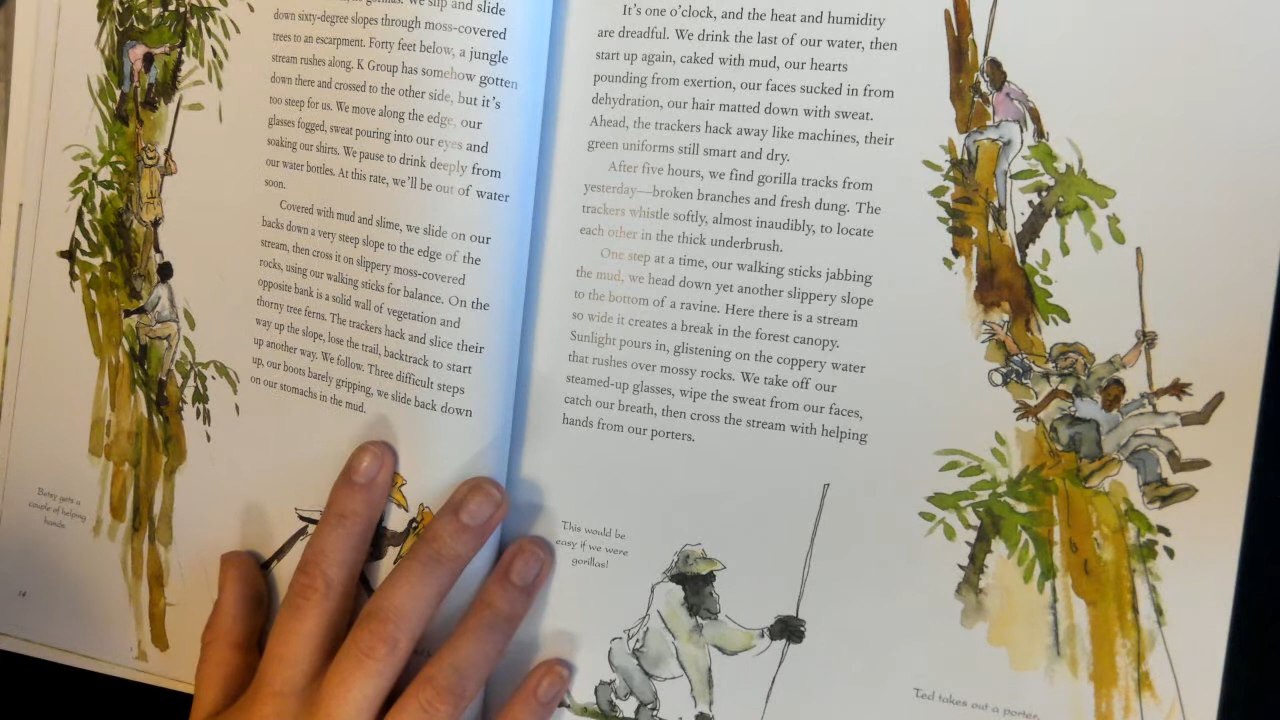 gorillas. We slip and slide
down sixty-degree slopes through moss-covered
trees to an escarpment. Forty feet below, a jungle
stream rushes along. K Group has somehow gotten
down there and crossed to the other side, but it's
too steep for us. We move along the edge, our
glasses fogged, sweat pouring into our eyes and
soaking our shirts. We pause to drink deeply from
our water bottles. At this rate, we'll be out of water
soon.
Covered with mud and slime, we slide on our
backs down a very steep slope to the edge of the
stream, then cross it on slippery moss-covered
rocks, using our walking sticks for balance. On the
opposite bank is a solid wall of vegetation and
thorny tree ferns. The trackers hack and slice their
way up the slope, lose the trail, backtrack to start
up another way. We follow. Three difficult steps
up, our boots barely gripping, we slide back down
on our stomachs in the mud.
Betsy gets a
couple of helping
hands.
14
It's one o'clock, and the heat and humidity
are dreadful. We drink the last of our water, then
start up again, caked with mud, our hearts
pounding from exertion, our faces sucked in from
dehydration, our hair matted down with sweat.
Ahead, the trackers hack away like machines, their
green uniforms still smart and dry.
After five hours, we find gorilla tracks from
yesterday—broken branches and fresh dung. The
trackers whistle softly, almost inaudibly, to locate
each other in the thick underbrush.
One step at a time, our walking sticks jabbing
the mud, we head down yet another slippery slope
to the bottom of a ravine. Here there is a stream
so wide it creates a break in the forest canopy.
Sunlight pours in, glistening on the coppery water
that rushes over mossy rocks. We take off our
steamed-up glasses, wipe the sweat from our faces,
catch our breath, then cross the stream with helping
hands from our porters.
This would be
easy if we were
gorillas!
Ted takes out a porter.